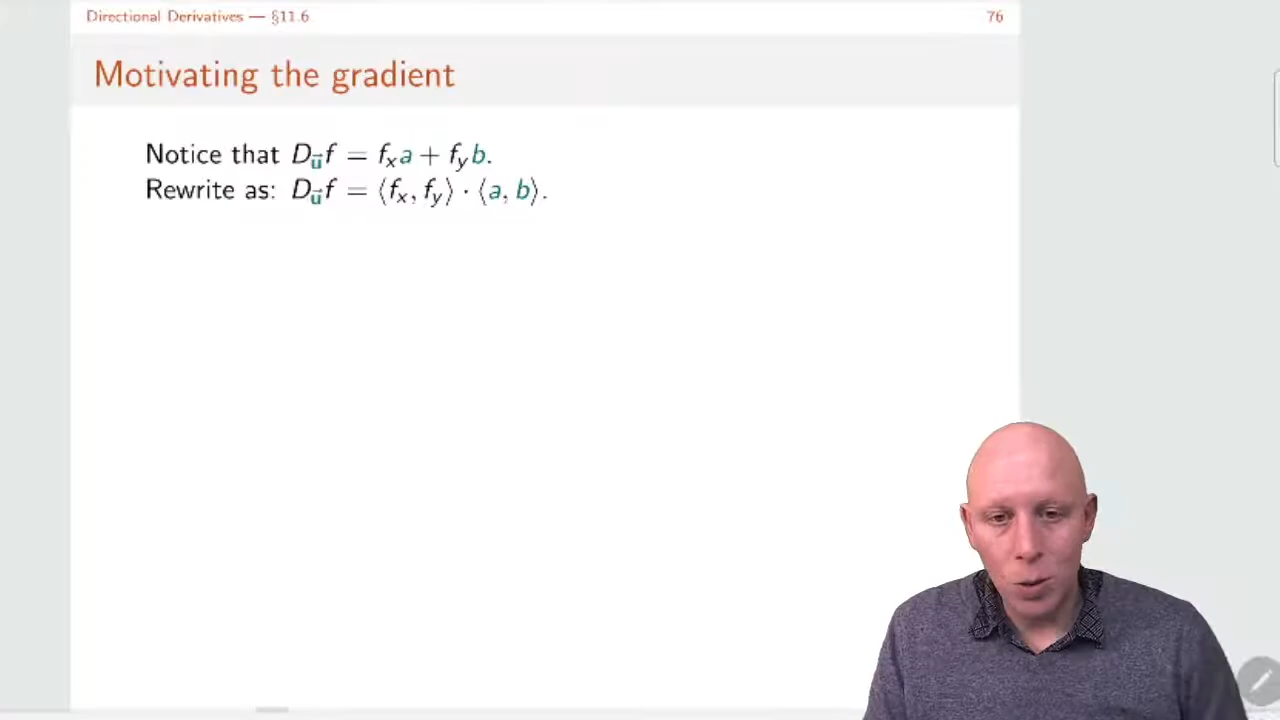 Directional Derivatives — §11.6 76
Motivating the gradient
Notice that D_u⃗ f = f_x a + f_y b.
Rewrite as: D_u⃗ f = ⟨f_x, f_y⟩ · ⟨a, b⟩.